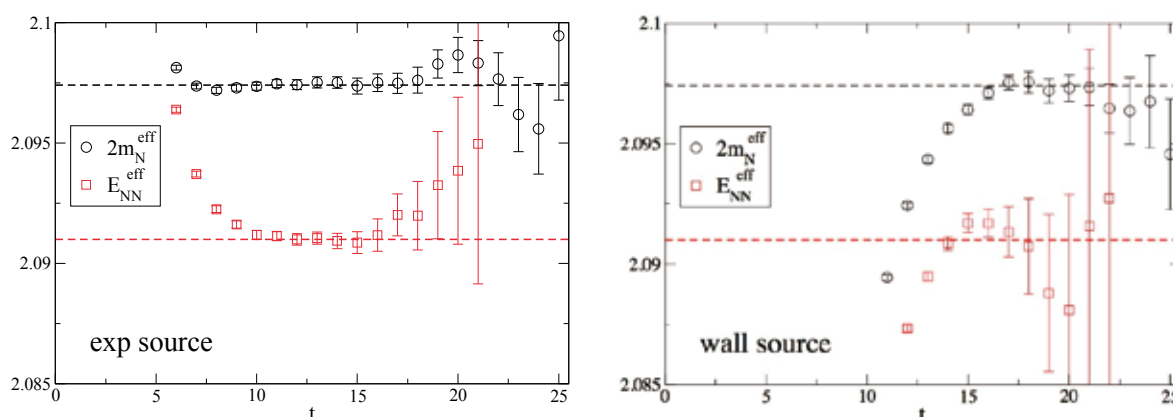 2.1
2.095
2.09
2.085
2m_N^eff
E_NN^eff
exp source
0 5 10 15 20 25
t
2.1
2.095
2.09
2.085
2m_N^eff
E_NN^eff
wall source
0 5 10 15 20 25
t